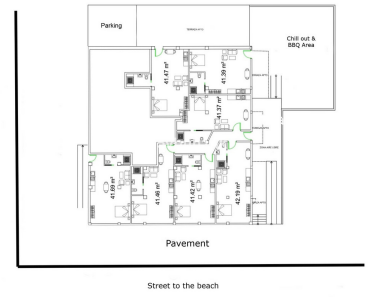 Parking
Chill out &
BBQ Area
41.47 m²
41.39 m²
41.37 m²
41.69 m²
41.46 m²
41.42 m²
42.19 m²
Pavement
Street to the beach